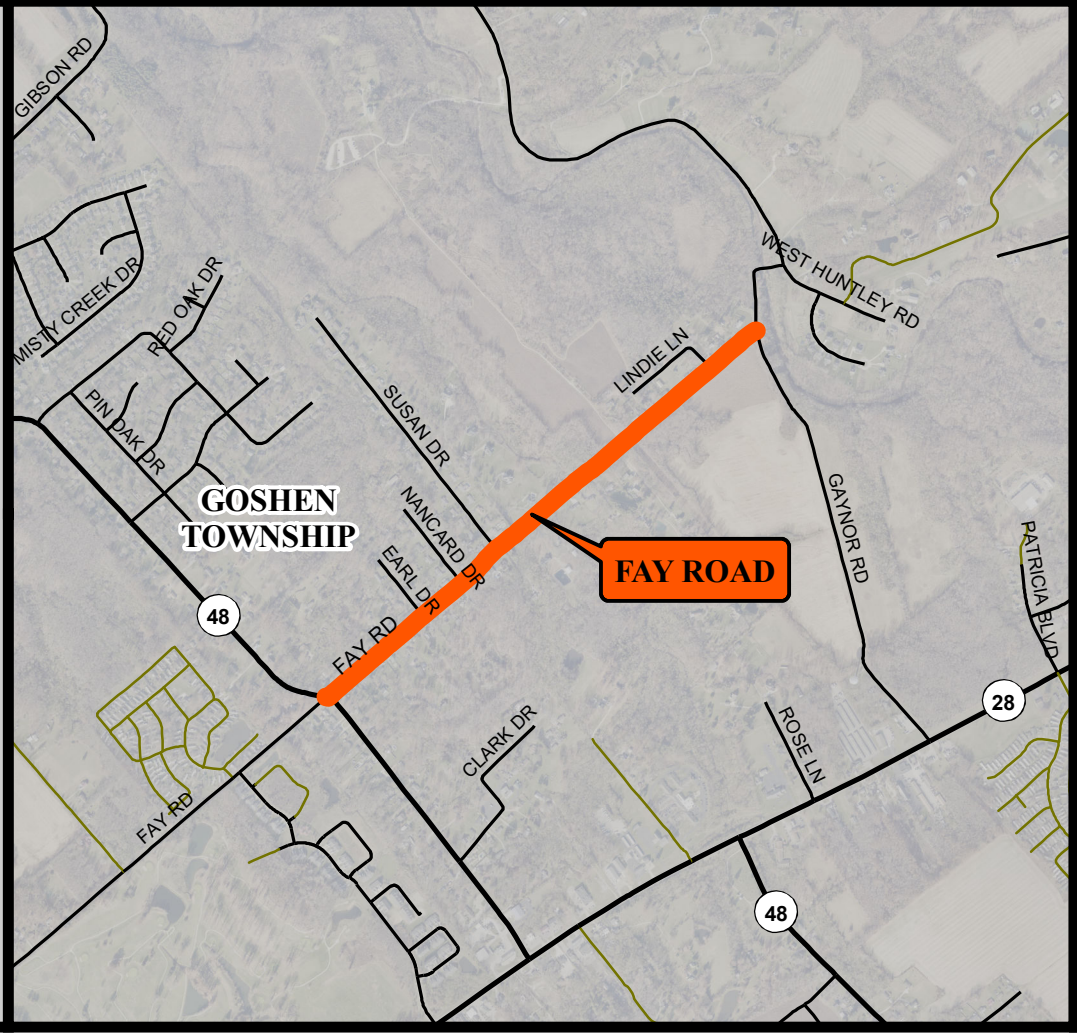 GIBSON RD
WEST HUNTLEY RD
MISTY CREEK DR
RED OAK DR
LINDIE LN
SUSAN DR
PIN OAK DR
GOSHEN
TOWNSHIP
NANCARD DR
GAYNOR RD
EARL DR
FAY ROAD
PATRICIA BLVD
48
FAY RD
28
CLARK DR
ROSE LN
FAY RD
48